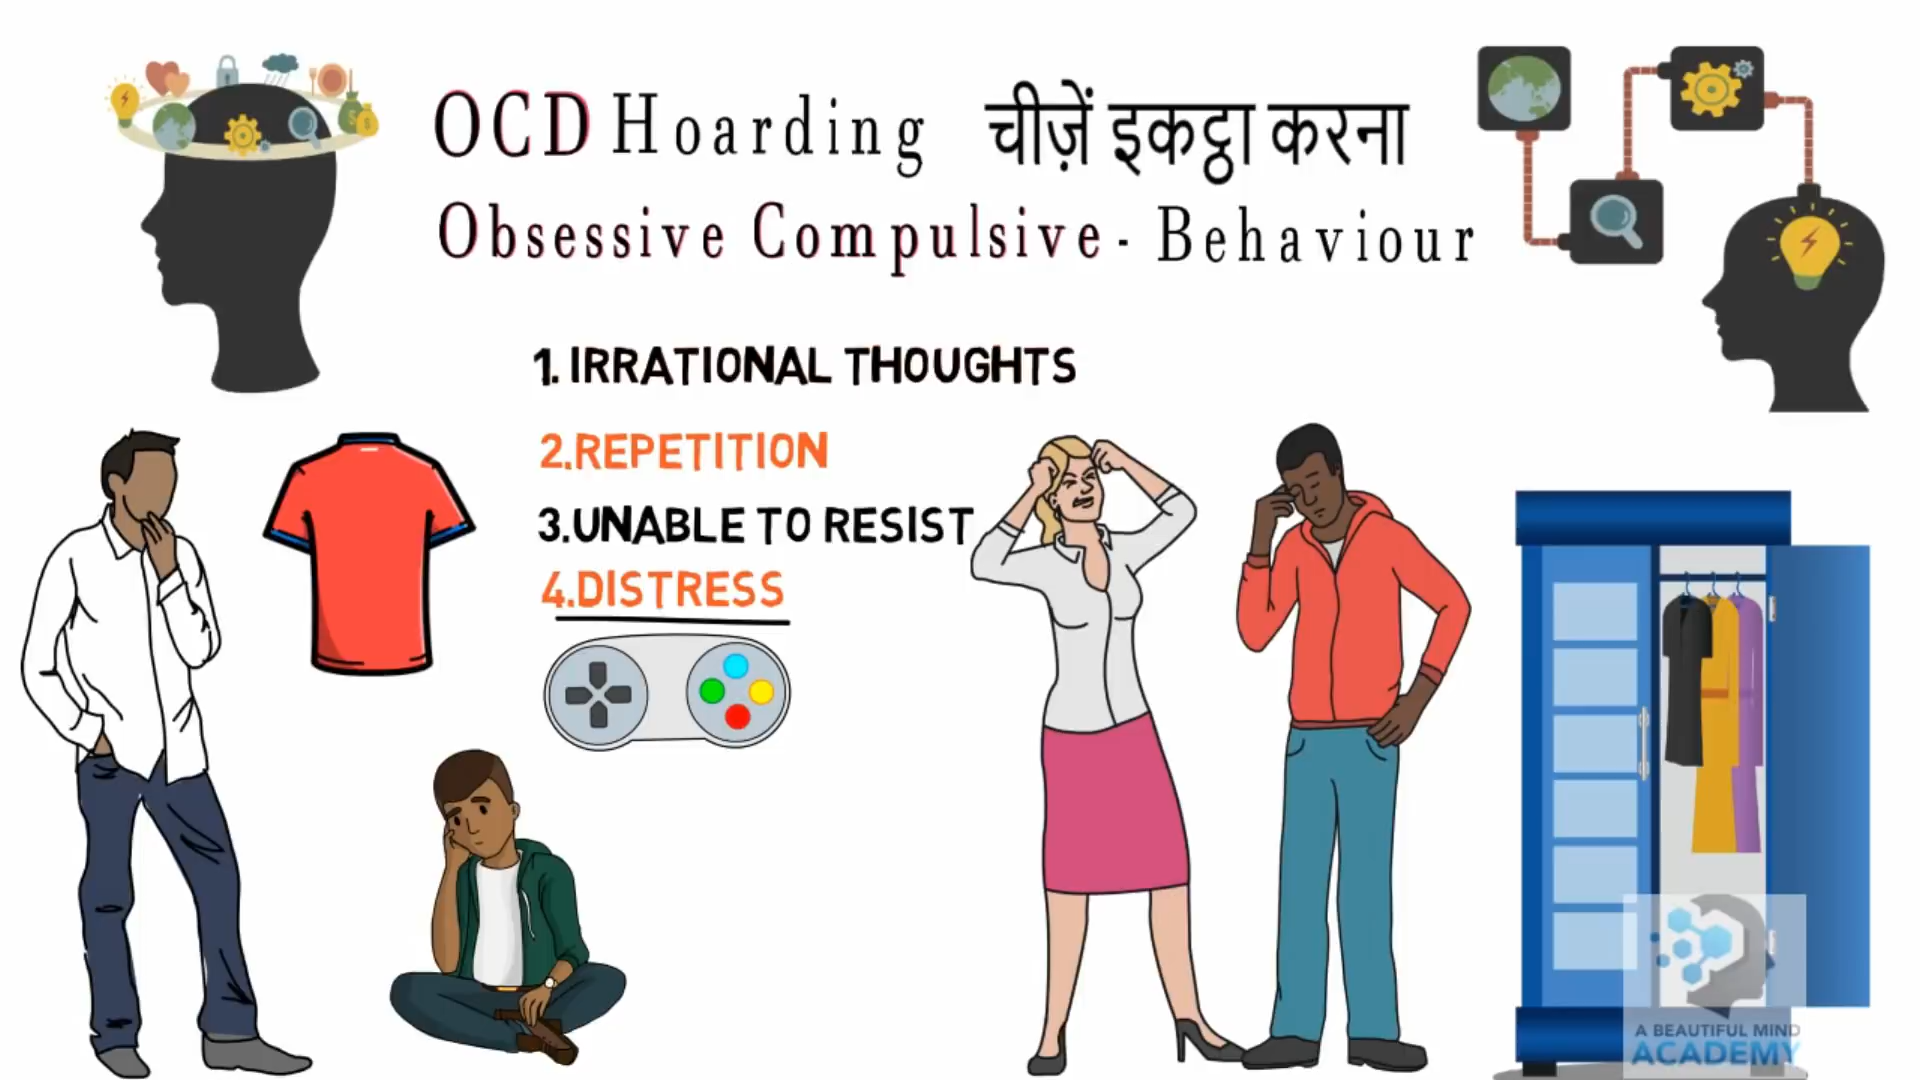 OCD Hoarding चीज़ें इकट्ठा करना
Obsessive Compulsive - Behaviour
1. IRRATIONAL THOUGHTS
2.REPETITION
3.UNABLE TO RESIST
4.DISTRESS
A BEAUTIFUL MIND
ACADEMY